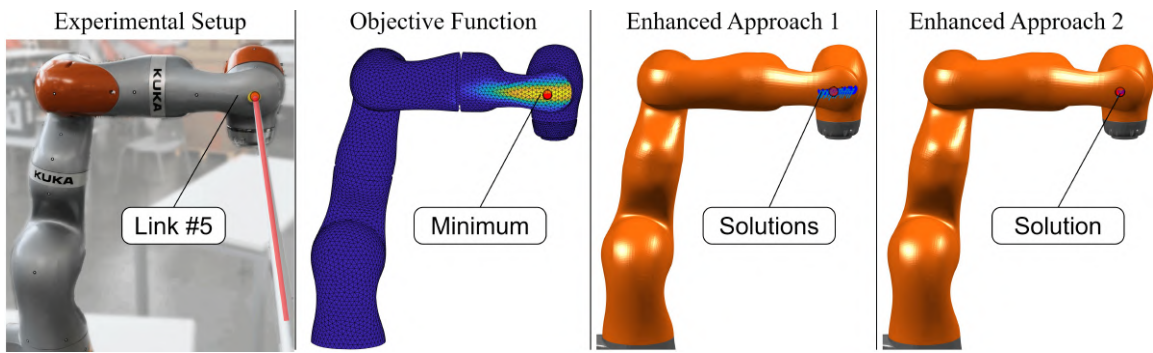 Experimental Setup
Objective Function
Enhanced Approach 1
Enhanced Approach 2
KUKA
KUKA
Link #5
Minimum
Solutions
Solution